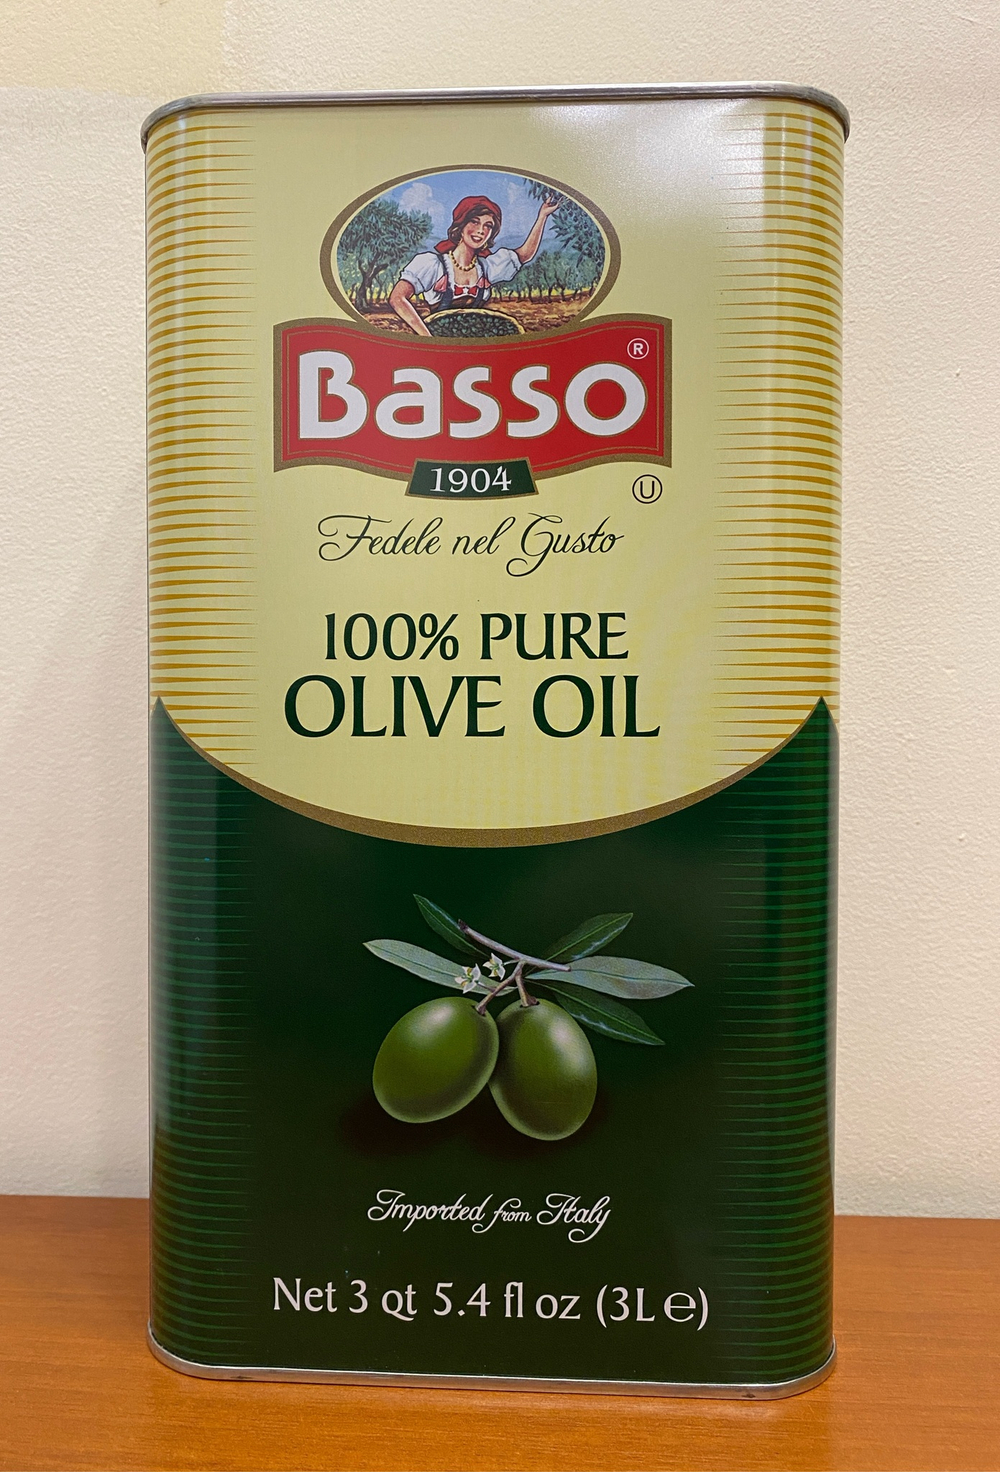 Basso®
1904
Ⓤ
Fedele nel Gusto
100% PURE
OLIVE OIL
Imported from Italy
Net 3 qt 5.4 fl oz (3L ℮)